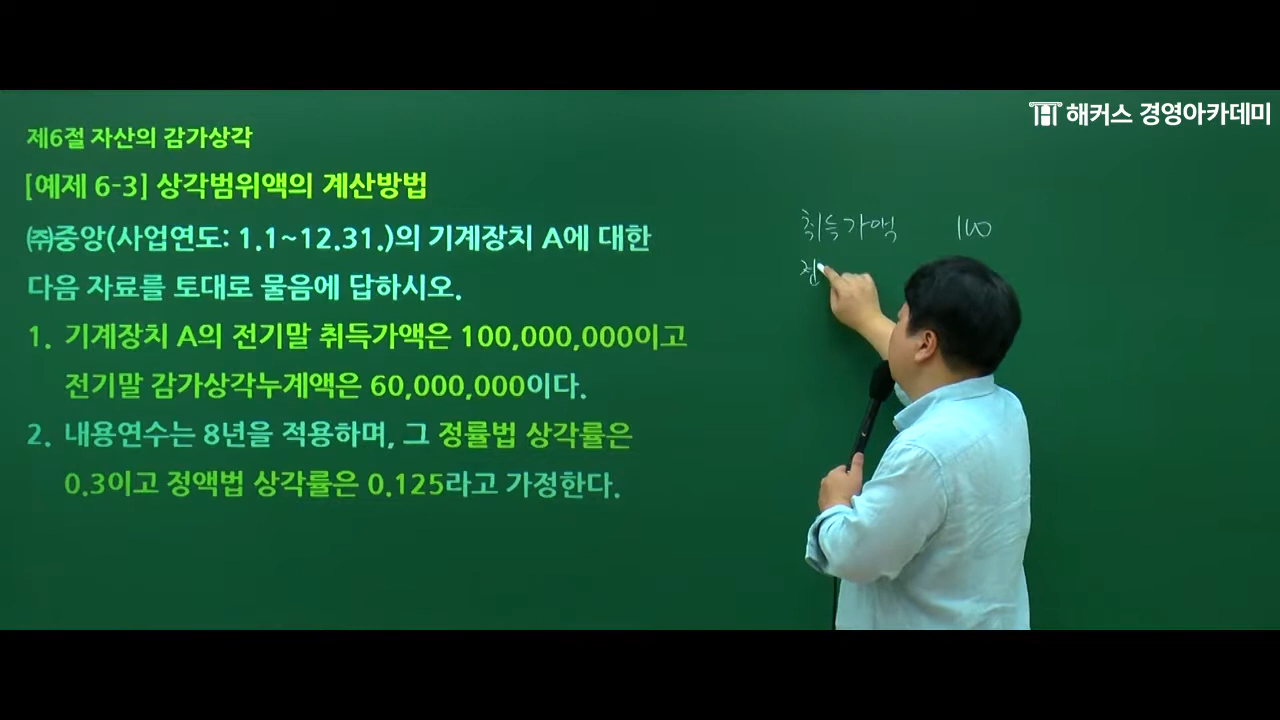 해커스 경영아카데미
제6절 자산의 감가상각
[예제 6-3] 상각범위액의 계산방법
㈜중앙(사업연도: 1.1~12.31.)의 기계장치 A에 대한
다음 자료를 토대로 물음에 답하시오.
1. 기계장치 A의 전기말 취득가액은 100,000,000이고
전기말 감가상각누계액은 60,000,000이다.
2. 내용연수는 8년을 적용하며, 그 정률법 상각률은
0.3이고 정액법 상각률은 0.125라고 가정한다.
취득가액 100
전